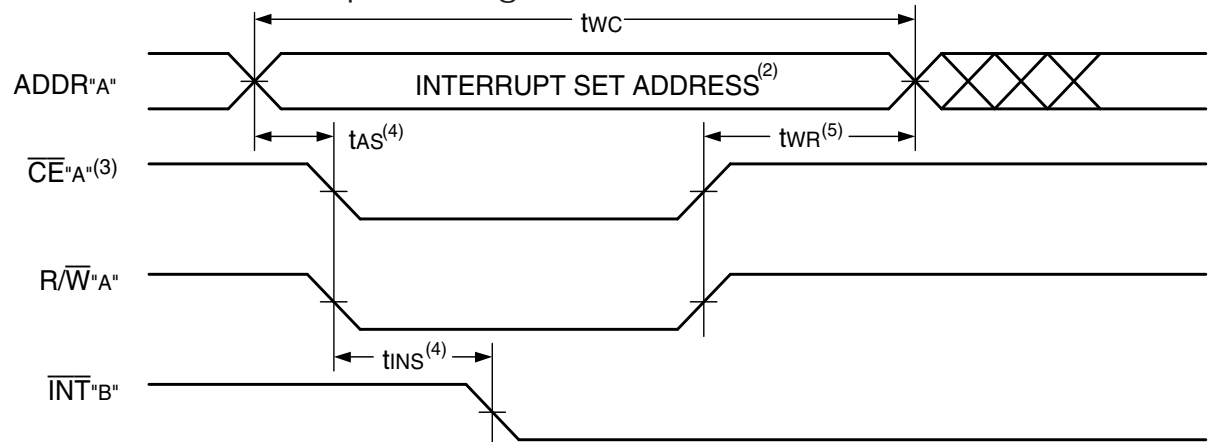 tWC
ADDR"A"
INTERRUPT SET ADDRESS(2)
tAS(4)
tWR(5)
CE"A"(3)
R/W"A"
tINS(4)
INT"B"